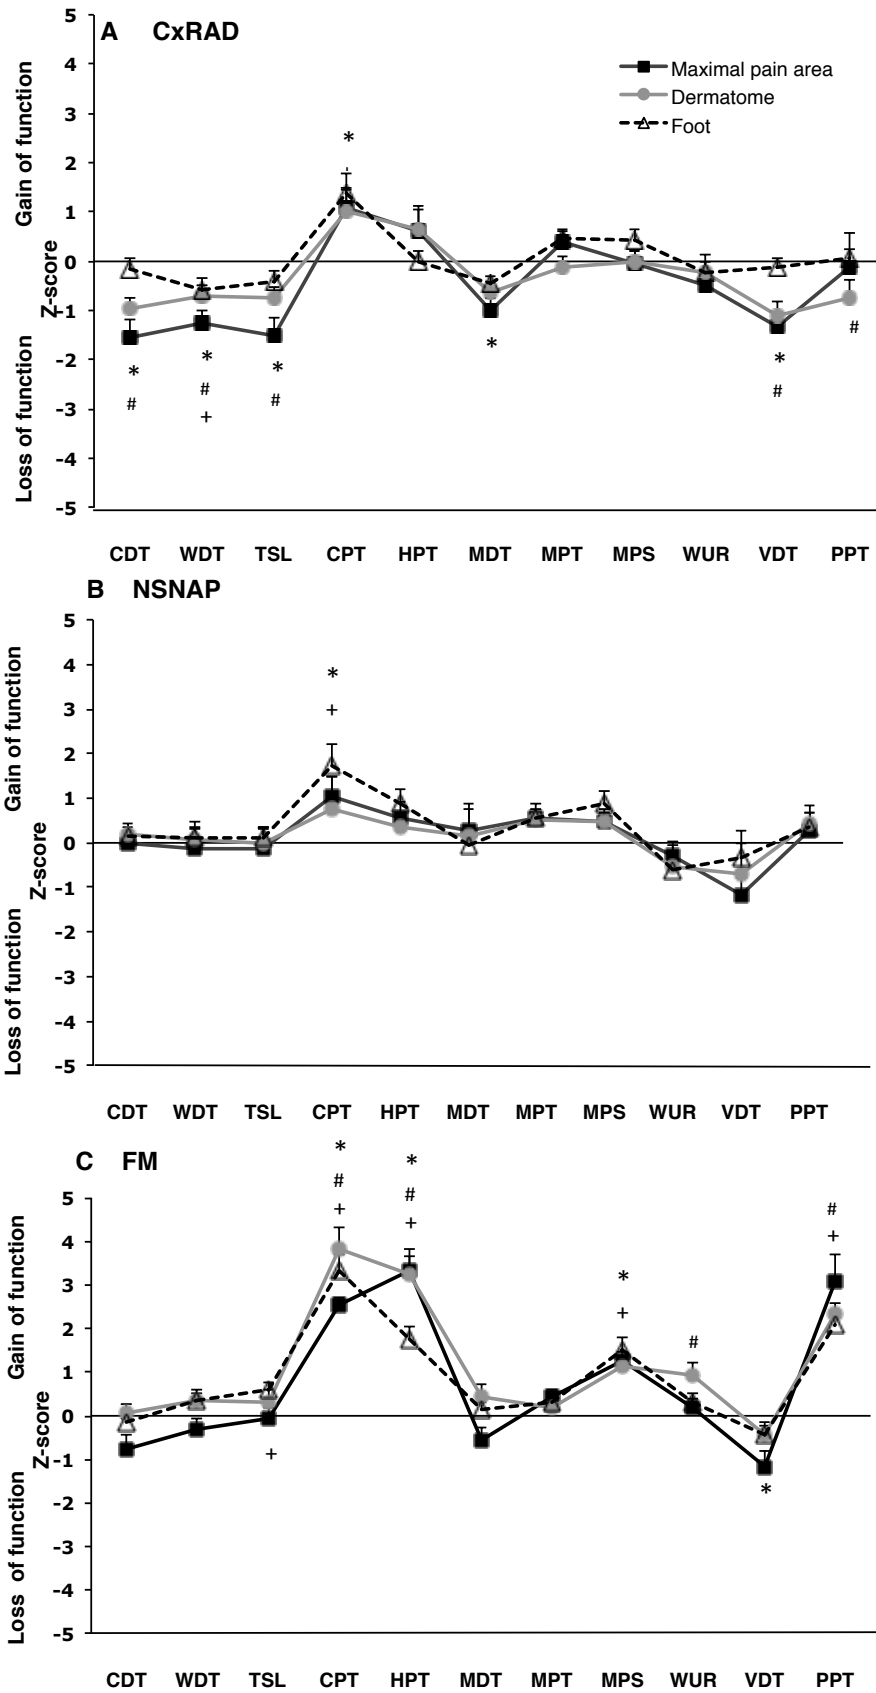 A CxRAD
Maximal pain area
Dermatome
Foot
Gain of function
Z-score
Loss of function
5
4
3
2
1
0
-1
-2
-3
-4
-5
*
* # +
* #
* #
*
* #
#
CDT WDT TSL CPT HPT MDT MPT MPS WUR VDT PPT
B NSNAP
Gain of function
Z-score
Loss of function
5
4
3
2
1
0
-1
-2
-3
-4
-5
*
+
CDT WDT TSL CPT HPT MDT MPT MPS WUR VDT PPT
C FM
Gain of function
Z-score
Loss of function
5
4
3
2
1
0
-1
-2
-3
-4
-5
* # +
* # +
* +
#
# +
+
*
CDT WDT TSL CPT HPT MDT MPT MPS WUR VDT PPT